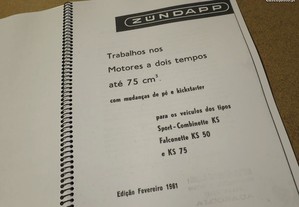 ZÜNDAPP
Trabalhos nos
Motores a dois tempos
até 75 cm³.
com mudanças de pé e kickstarter
para os veículos dos tipos
Sport-Combinette KS
Falconette KS 50
e KS 75
Edição Fevereiro 1961